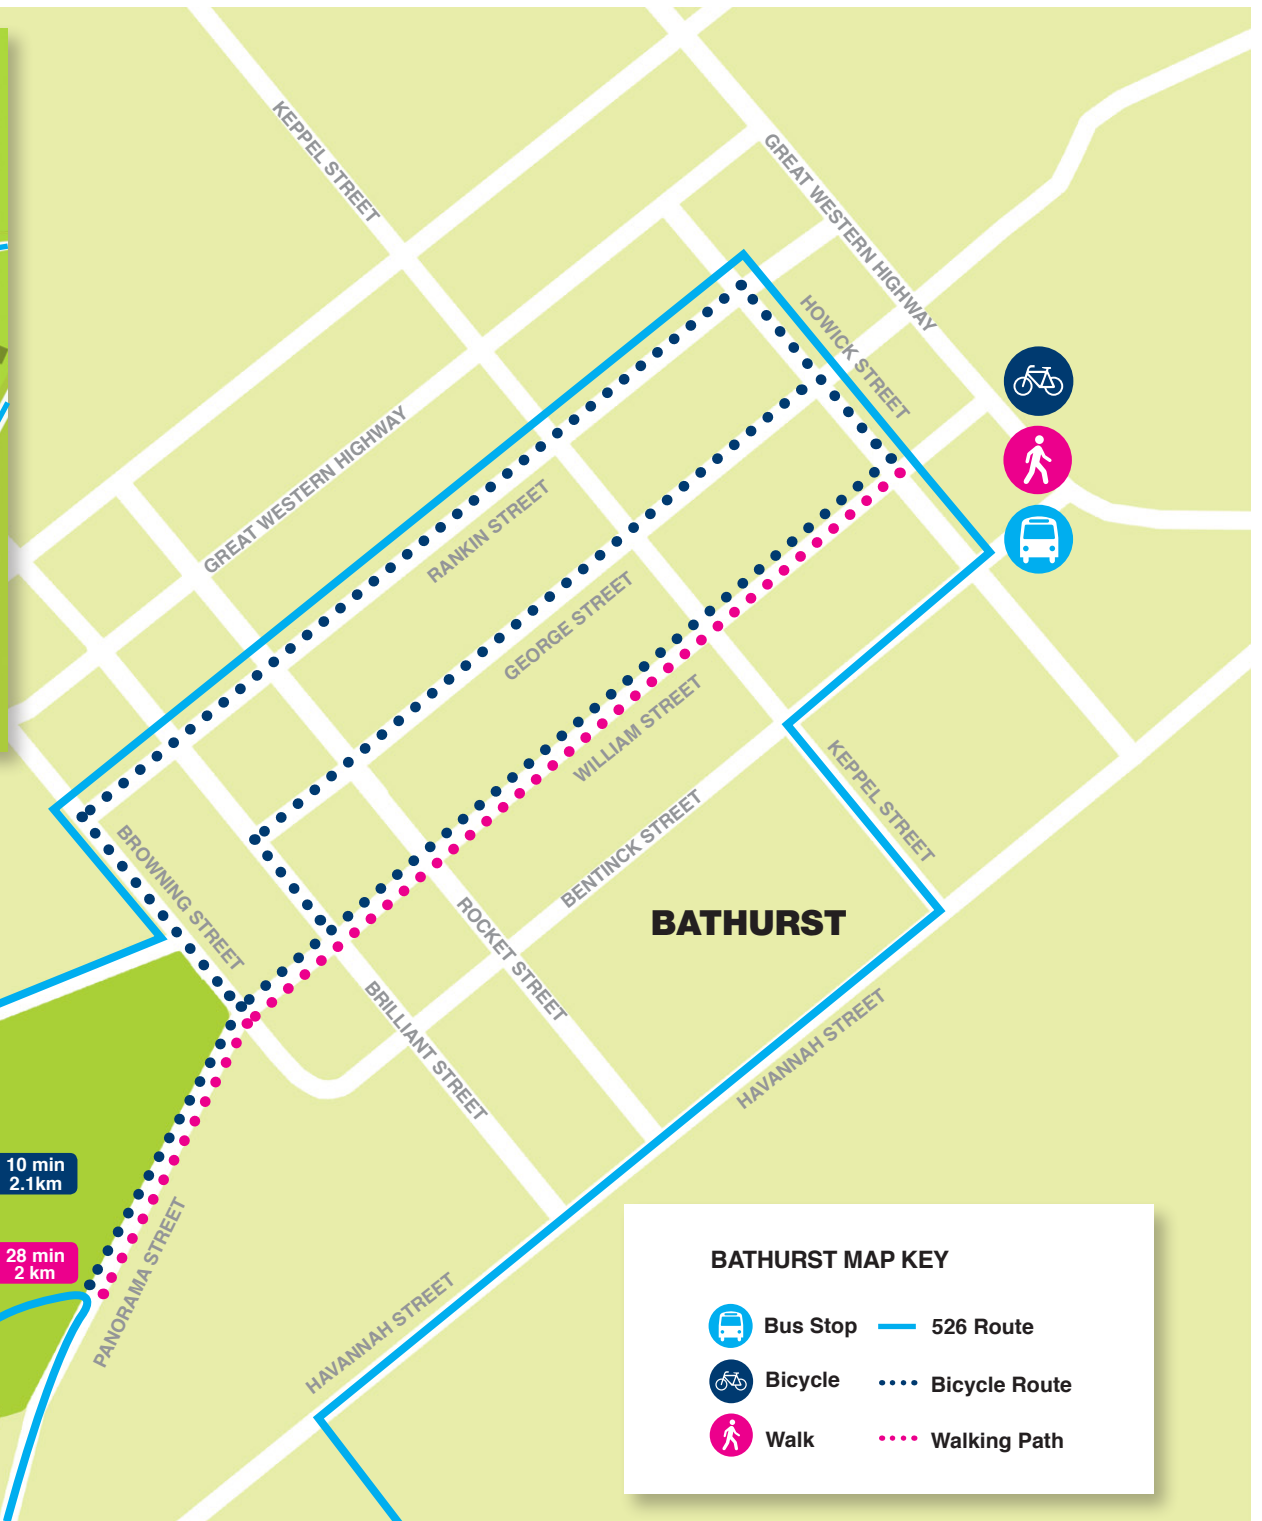 KEPPEL STREET
GREAT WESTERN HIGHWAY
HOWICK STREET
GREAT WESTERN HIGHWAY
RANKIN STREET
GEORGE STREET
WILLIAM STREET
KEPPEL STREET
BENTINCK STREET
BROWNING STREET
ROCKET STREET
BATHURST
BRILLIANT STREET
HAVANNAH STREET
10 min
2.1km
28 min
2 km
PANORAMA STREET
HAVANNAH STREET
BATHURST MAP KEY
Bus Stop
526 Route
Bicycle
Bicycle Route
Walk
Walking Path